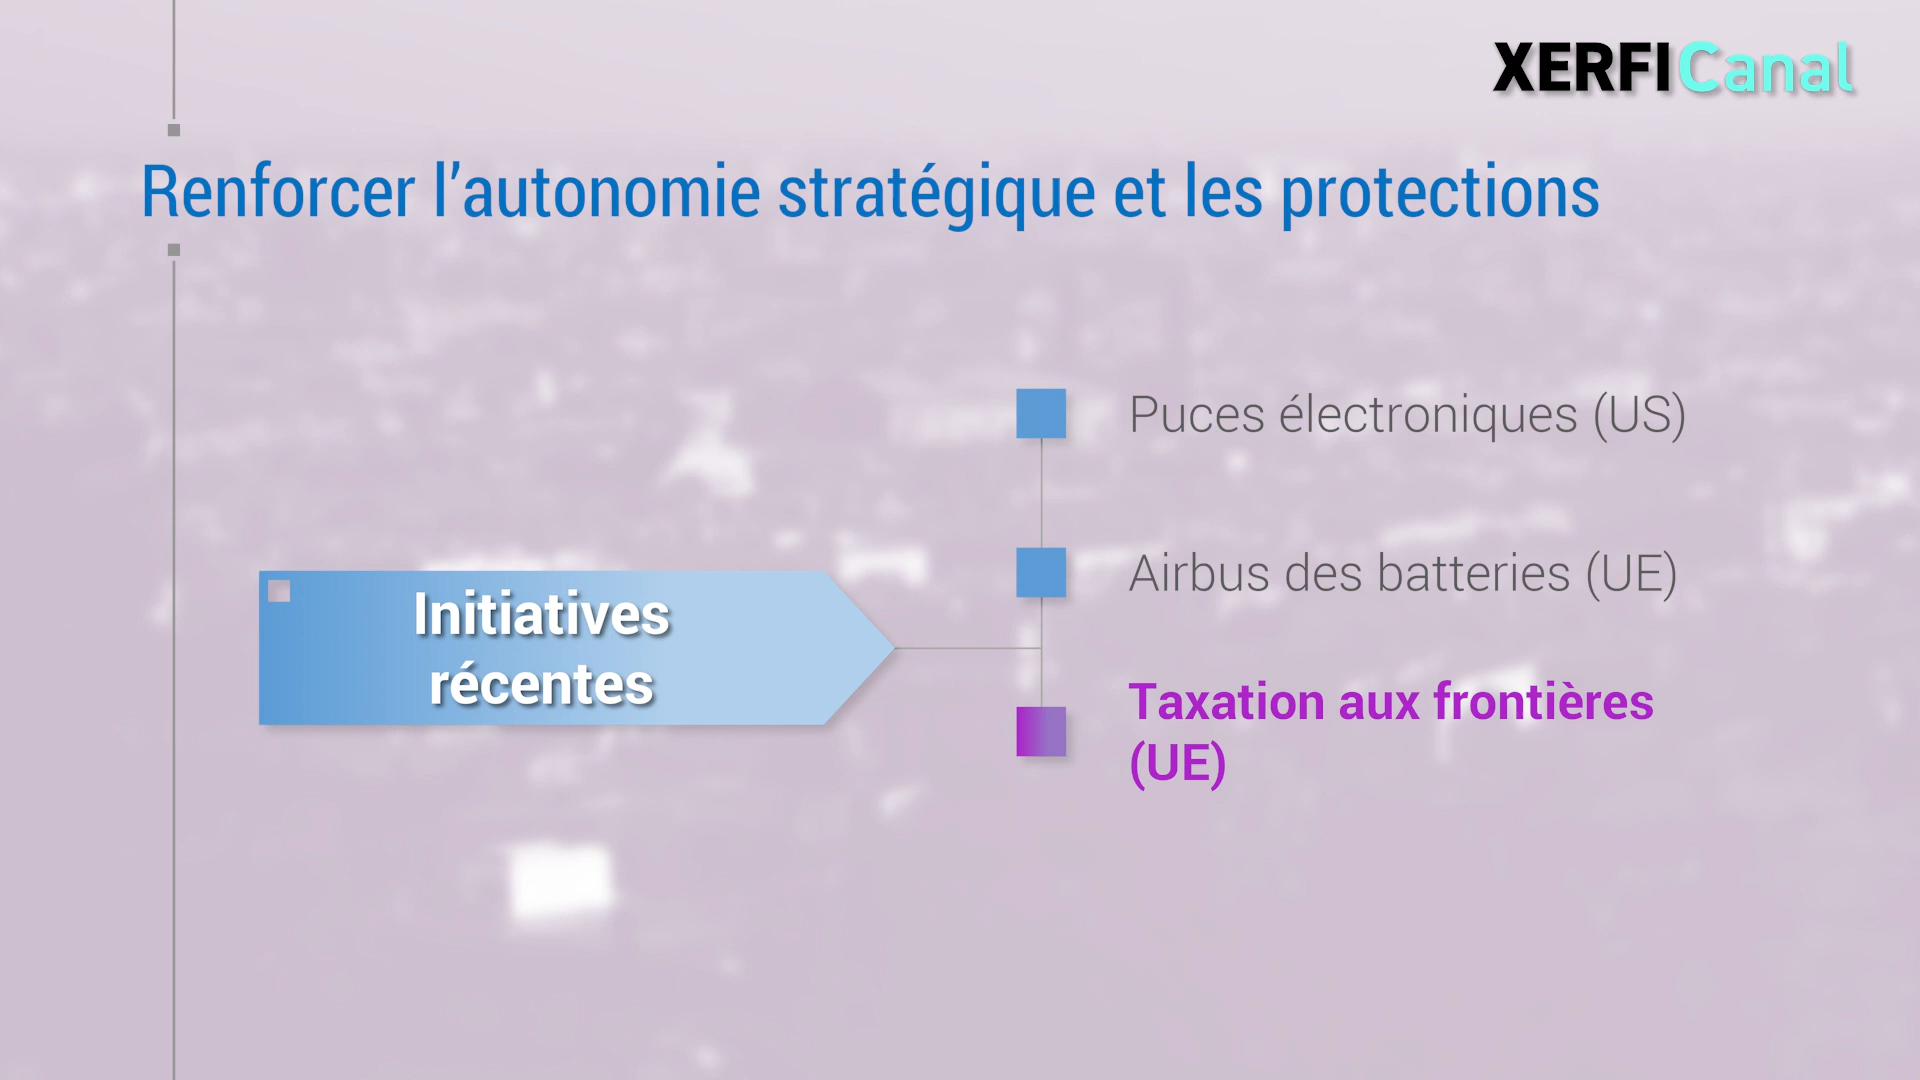 XERFI Canal
Renforcer l’autonomie stratégique et les protections
Puces électroniques (US)
Airbus des batteries (UE)
Initiatives
récentes
Taxation aux frontières
(UE)